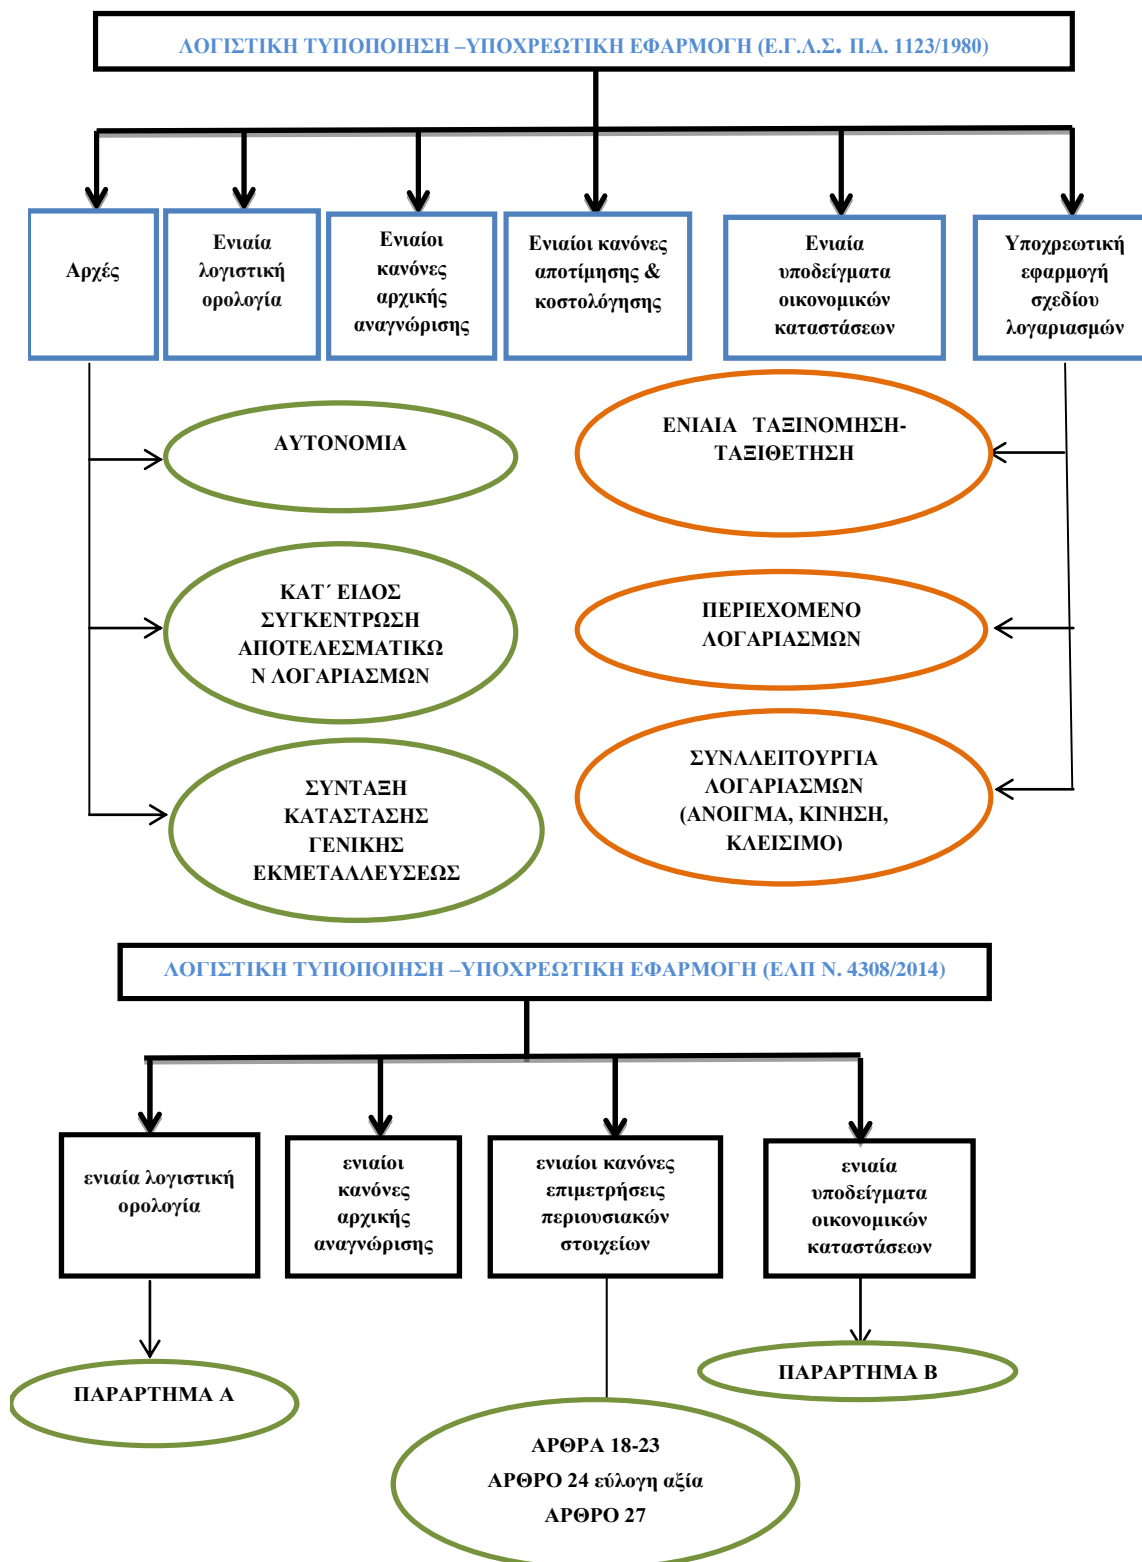 ΛΟΓΙΣΤΙΚΗ ΤΥΠΟΠΟΙΗΣΗ –ΥΠΟΧΡΕΩΤΙΚΗ ΕΦΑΡΜΟΓΗ (Ε.Γ.Λ.Σ. Π.Δ. 1123/1980)
Αρχές
Ενιαία
λογιστική
ορολογία
Ενιαίοι
κανόνες
αρχικής
αναγνώρισης
Ενιαίοι κανόνες
αποτίμησης &
κοστολόγησης
Ενιαία
υποδείγματα
οικονομικών
καταστάσεων
Υποχρεωτική
εφαρμογή
σχεδίου
λογαριασμών
ΑΥΤΟΝΟΜΙΑ
ΚΑΤ΄ ΕΙΔΟΣ
ΣΥΓΚΕΝΤΡΩΣΗ
ΑΠΟΤΕΛΕΣΜΑΤΙΚΩ
Ν ΛΟΓΑΡΙΑΣΜΩΝ
ΣΥΝΤΑΞΗ
ΚΑΤΑΣΤΑΣΗΣ
ΓΕΝΙΚΗΣ
ΕΚΜΕΤΑΛΛΕΥΣΕΩΣ
ΕΝΙΑΙΑ ΤΑΞΙΝΟΜΗΣΗ-
ΤΑΞΙΘΕΤΗΣΗ
ΠΕΡΙΕΧΟΜΕΝΟ
ΛΟΓΑΡΙΑΣΜΩΝ
ΣΥΝΛΛΕΙΤΟΥΡΓΙΑ
ΛΟΓΑΡΙΑΣΜΩΝ
(ΑΝΟΙΓΜΑ, ΚΙΝΗΣΗ,
ΚΛΕΙΣΙΜΟ)
ΛΟΓΙΣΤΙΚΗ ΤΥΠΟΠΟΙΗΣΗ –ΥΠΟΧΡΕΩΤΙΚΗ ΕΦΑΡΜΟΓΗ (ΕΛΠ Ν. 4308/2014)
ενιαία λογιστική
ορολογία
ενιαίοι
κανόνες
αρχικής
αναγνώρισης
ενιαίοι κανόνες
επιμετρήσεις
περιουσιακών
στοιχείων
ενιαία
υποδείγματα
οικονομικών
καταστάσεων
ΠΑΡΑΡΤΗΜΑ Α
ΠΑΡΑΡΤΗΜΑ Β
ΑΡΘΡΑ 18-23
ΑΡΘΡΟ 24 εύλογη αξία
ΑΡΘΡΟ 27